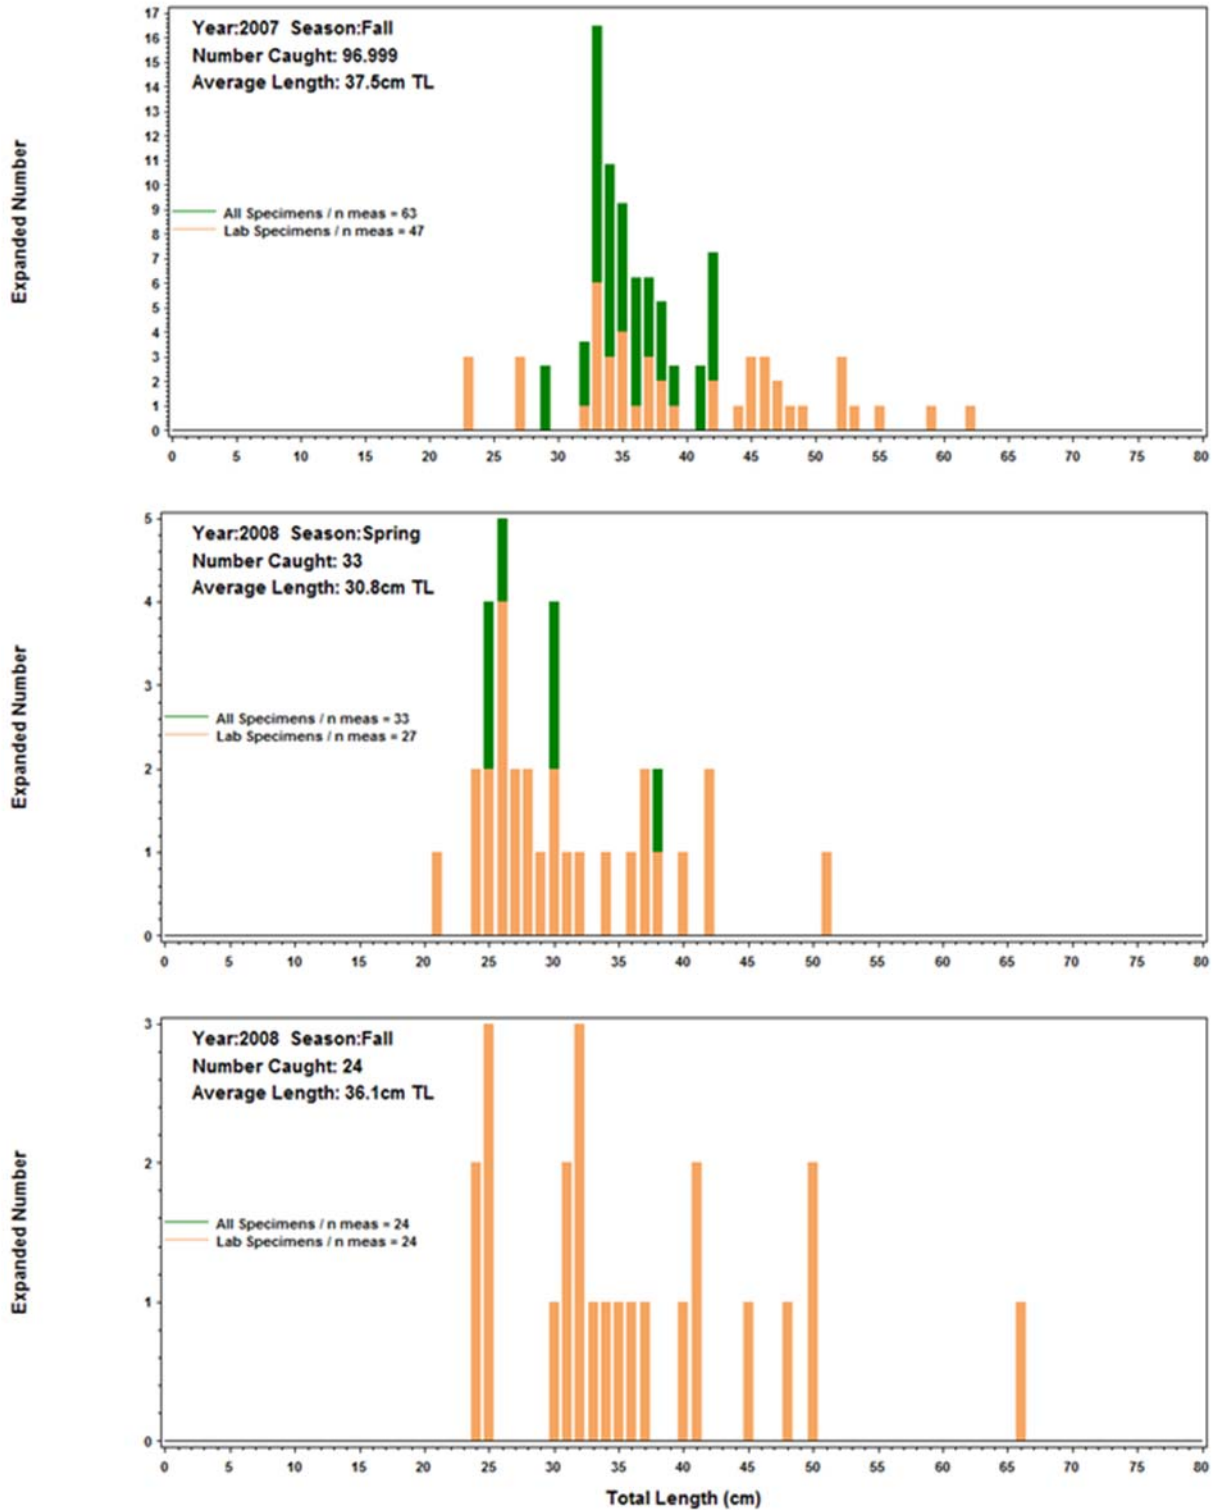 Year:2007 Season:Fall
Number Caught: 96.999
Average Length: 37.5cm TL
Expanded Number
17
16
15
14
13
12
11
10
9
8
7
6
5
4
3
2
1
0
All Specimens / n meas = 63
Lab Specimens / n meas = 47
0 5 10 15 20 25 30 35 40 45 50 55 60 65 70 75 80
Year:2008 Season:Spring
Number Caught: 33
Average Length: 30.8cm TL
Expanded Number
5
4
3
2
1
0
All Specimens / n meas = 33
Lab Specimens / n meas = 27
0 5 10 15 20 25 30 35 40 45 50 55 60 65 70 75 80
Year:2008 Season:Fall
Number Caught: 24
Average Length: 36.1cm TL
Expanded Number
3
2
1
0
All Specimens / n meas = 24
Lab Specimens / n meas = 24
0 5 10 15 20 25 30 35 40 45 50 55 60 65 70 75 80
Total Length (cm)